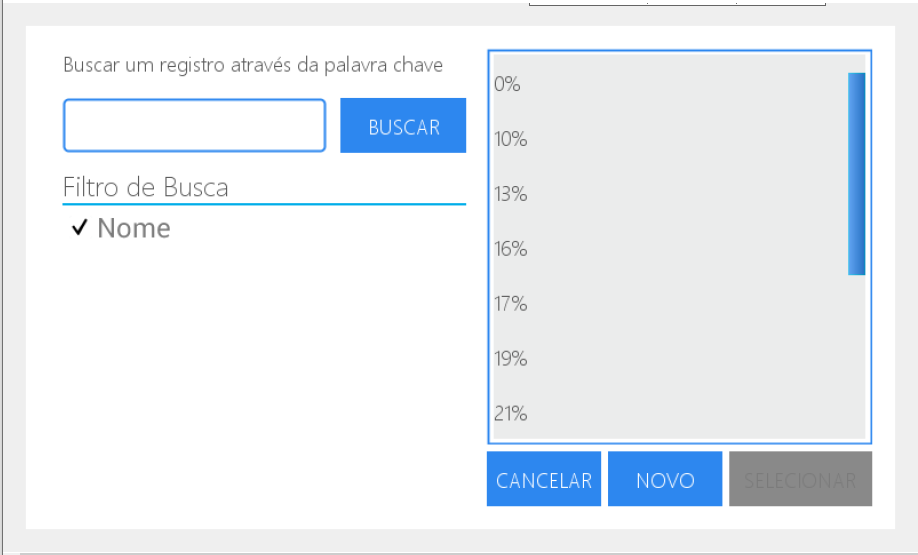 Buscar um registro através da palavra chave
BUSCAR
Filtro de Busca
Nome
0%
10%
13%
16%
17%
19%
21%
CANCELAR
NOVO
SELECIONAR